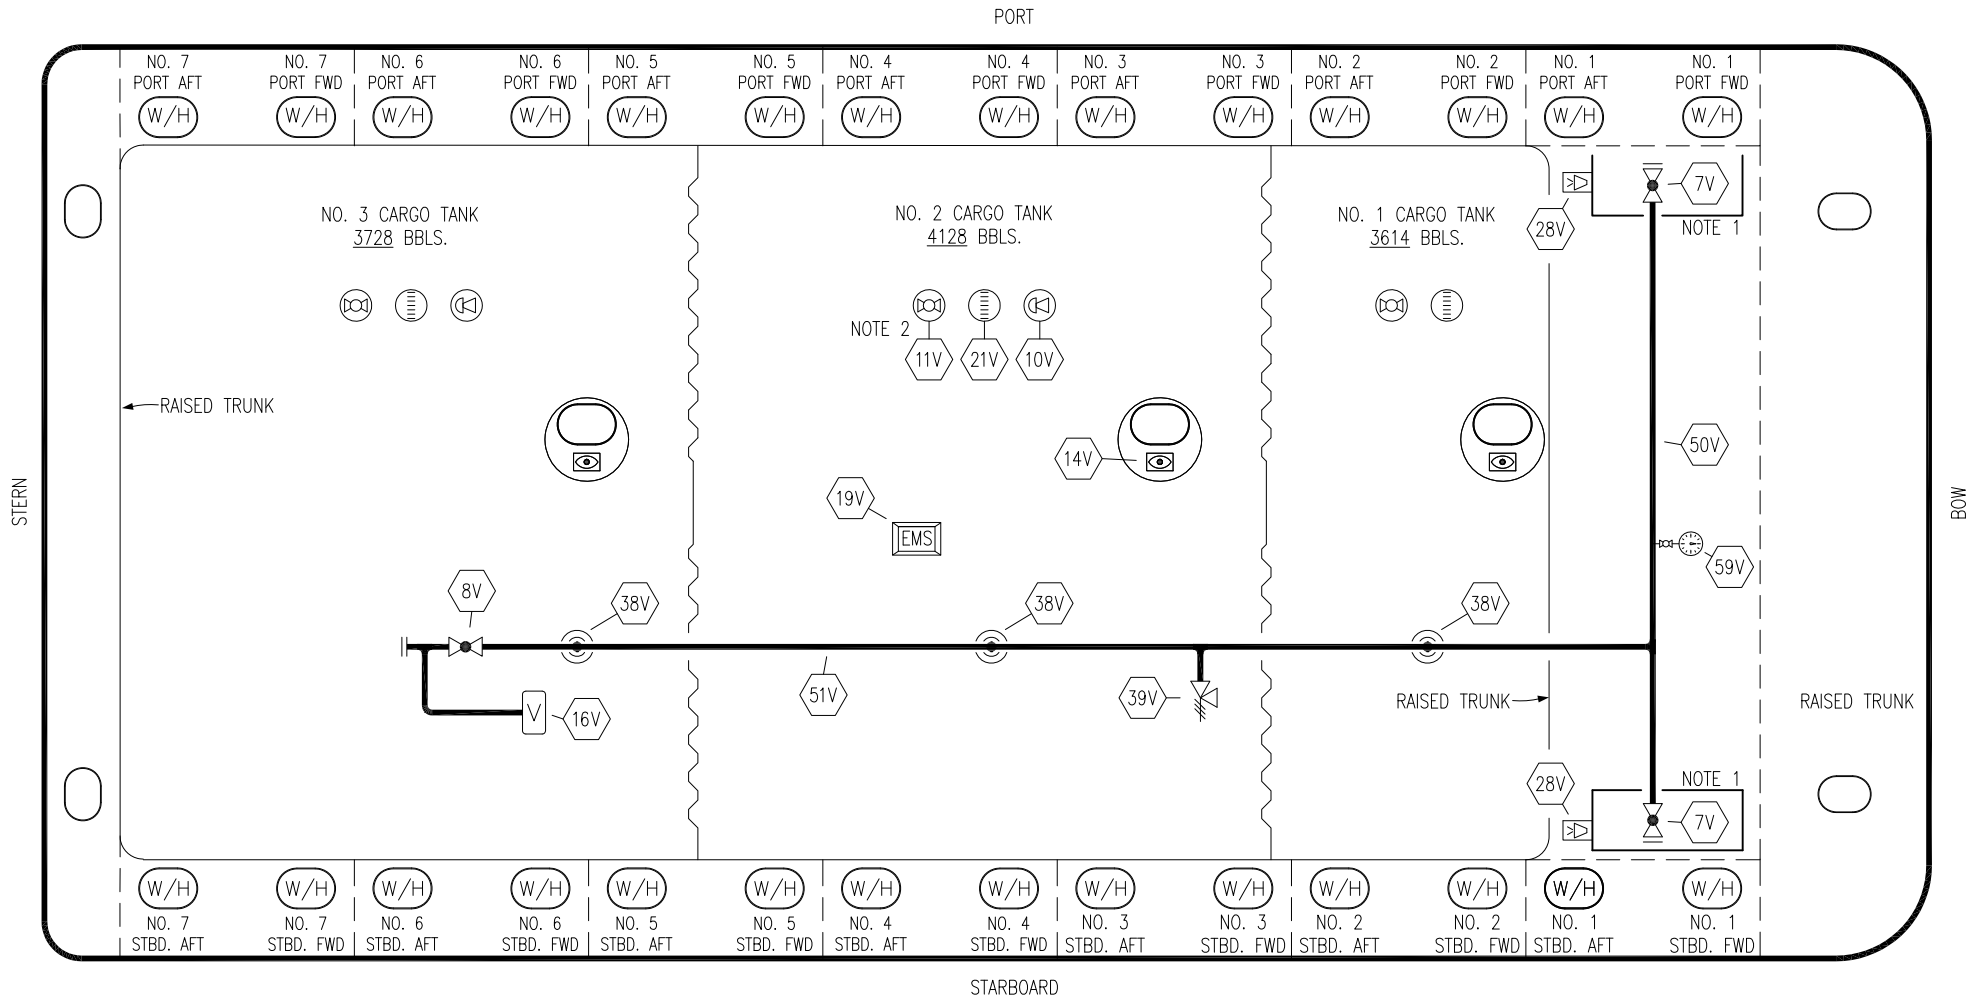 PORT
NO. 7 NO. 7 NO. 6 NO. 6 NO. 5 NO. 5 NO. 4 NO. 4 NO. 3 NO. 3 NO. 2 NO. 2 NO. 1 NO. 1
PORT AFT PORT FWD PORT AFT PORT FWD PORT AFT PORT FWD PORT AFT PORT FWD PORT AFT PORT FWD PORT AFT PORT FWD PORT AFT PORT FWD
W/H W/H W/H W/H W/H W/H W/H W/H W/H W/H W/H W/H W/H W/H
7V
28V
NOTE 1
NO. 3 CARGO TANK
3728 BBLS.
NO. 2 CARGO TANK
4128 BBLS.
NO. 1 CARGO TANK
3614 BBLS.
NOTE 2
11V 21V 10V
RAISED TRUNK
14V
50V
19V
EMS
STERN
BOW
59V
8V
38V
38V
38V
51V
39V
16V
V
RAISED TRUNK
RAISED TRUNK
28V
NOTE 1
7V
W/H W/H W/H W/H W/H W/H W/H W/H W/H W/H W/H W/H W/H W/H
NO. 7 NO. 7 NO. 6 NO. 6 NO. 5 NO. 5 NO. 4 NO. 4 NO. 3 NO. 3 NO. 2 NO. 2 NO. 1 NO. 1
STBD. AFT STBD. FWD STBD. AFT STBD. FWD STBD. AFT STBD. FWD STBD. AFT STBD. FWD STBD. AFT STBD. FWD STBD. AFT STBD. FWD STBD. AFT STBD. FWD
STARBOARD